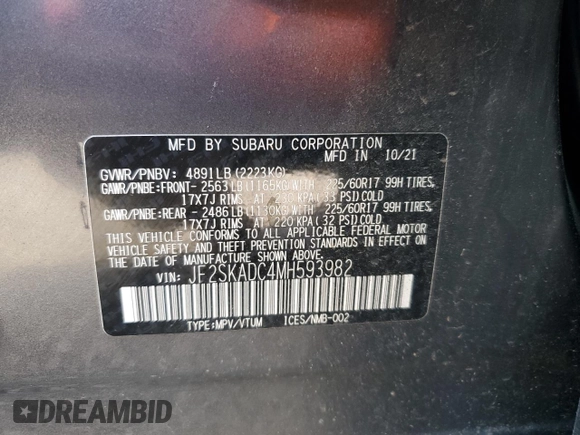 MFD BY SUBARU CORPORATION
MFD IN 10/21
GVWR/PNBV: 4891LB(2223KG)
GAWR/PNBE:FRONT- 2563LB(1165KG)WITH 225/60R17 99H TIRES,
17X7J RIMS AT 230 KPA(33 PSI)COLD
GAWR/PNBE:REAR - 2486LB(1130KG)WITH 225/60R17 99H TIRES,
17X7J RIMS AT 220 KPA(32 PSI)COLD
THIS VEHICLE CONFORMS TO ALL APPLICABLE FEDERAL MOTOR
VEHICLE SAFETY STANDARDS IN EFFECT ON THE DATE
OF MANUFACTURE SHOWN ABOVE.
VIN: JF2SKADC4MH593982
TYPE:MPV/VTUM ICES/NMB-002
DREAMBID